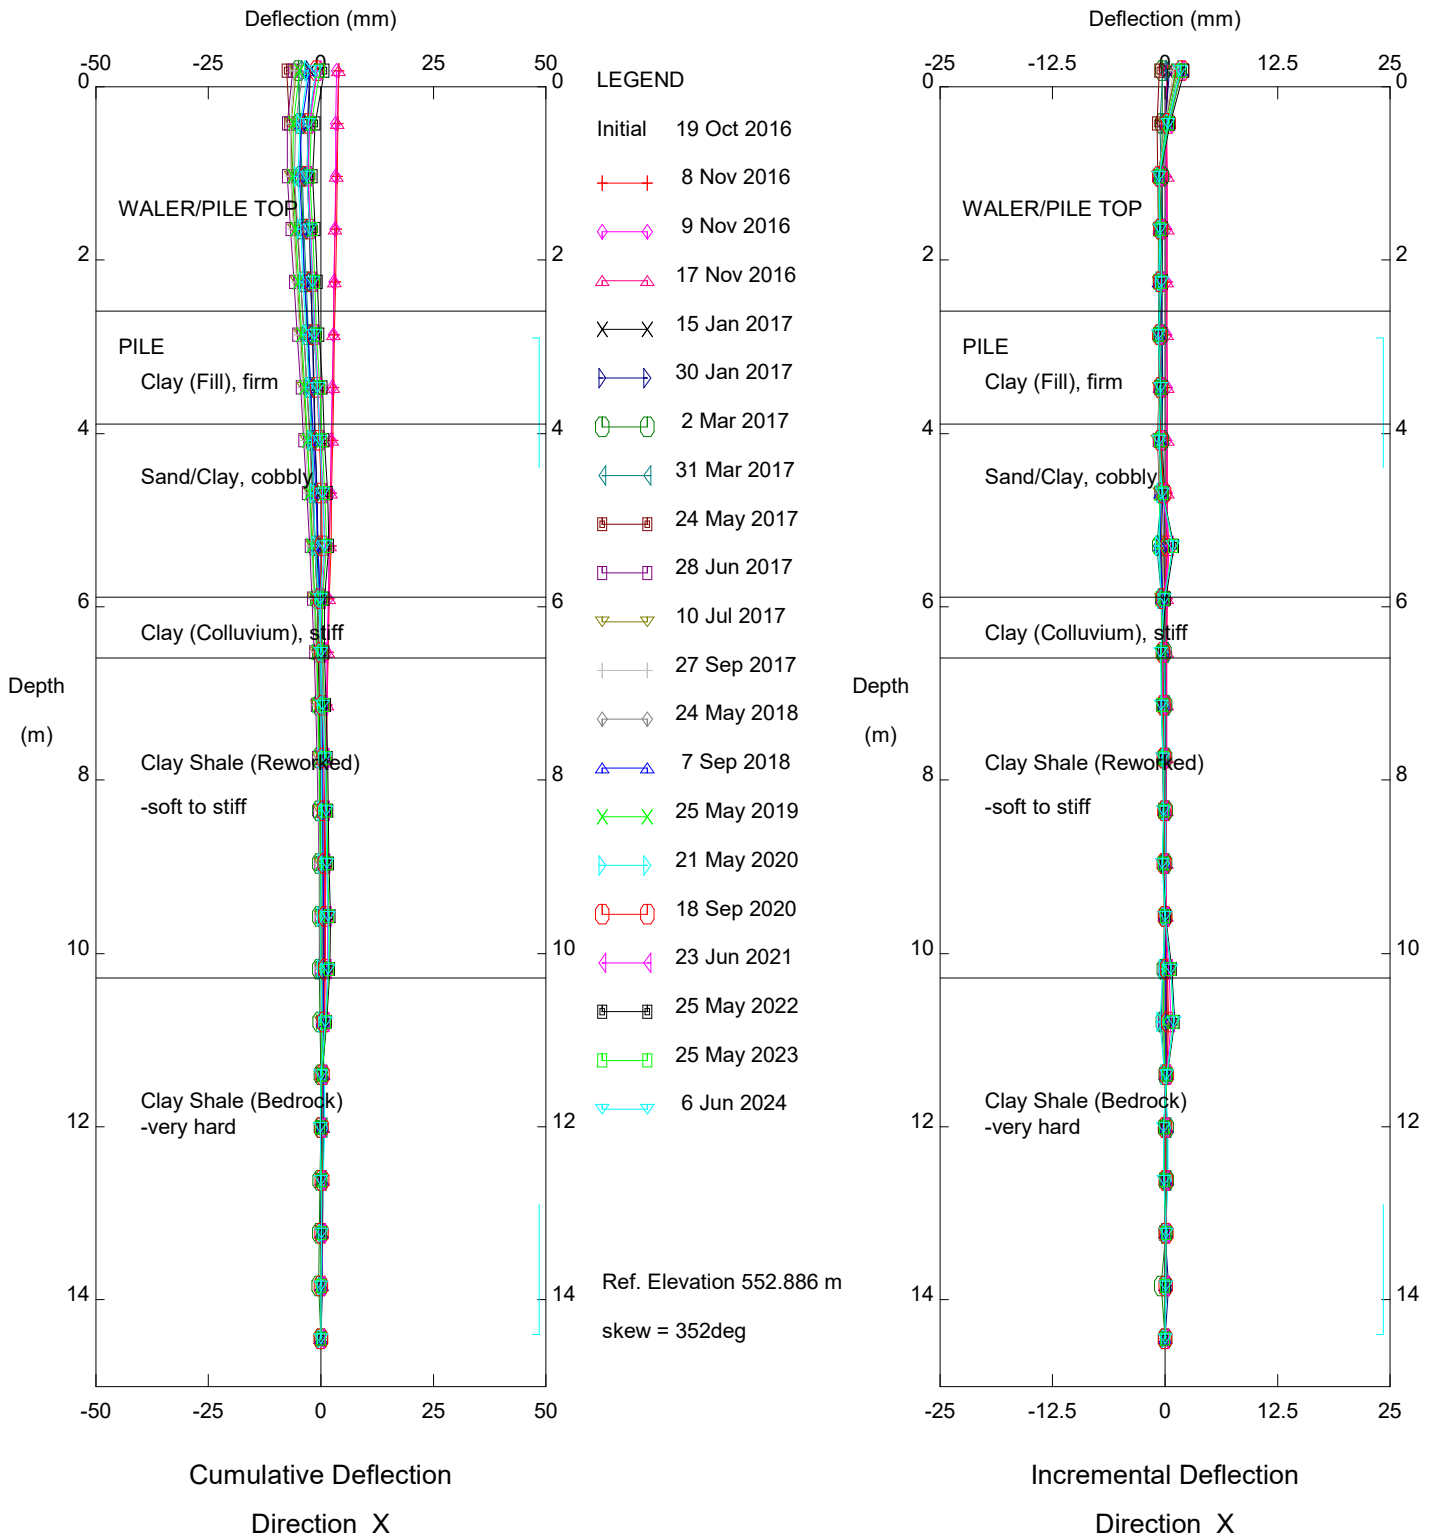 Deflection (mm)
-50 -25 0 25 50
0 0
WALER/PILE TOP
2 2
PILE
Clay (Fill), firm
4 4
Sand/Clay, cobbly
6 6
Clay (Colluvium), stiff
Depth
(m)
Clay Shale (Reworked)
8 8
-soft to stiff
10 10
Clay Shale (Bedrock)
12 12
-very hard
14 14
-50 -25 0 25 50
Cumulative Deflection
Direction X
LEGEND
Initial 19 Oct 2016
8 Nov 2016
9 Nov 2016
17 Nov 2016
15 Jan 2017
30 Jan 2017
2 Mar 2017
31 Mar 2017
24 May 2017
28 Jun 2017
10 Jul 2017
27 Sep 2017
24 May 2018
7 Sep 2018
25 May 2019
21 May 2020
18 Sep 2020
23 Jun 2021
25 May 2022
25 May 2023
6 Jun 2024
Ref. Elevation 552.886 m
skew = 352deg
Deflection (mm)
-25 -12.5 0 12.5 25
0 0
WALER/PILE TOP
2 2
PILE
Clay (Fill), firm
4 4
Sand/Clay, cobbly
6 6
Clay (Colluvium), stiff
Depth
(m)
Clay Shale (Reworked)
8 8
-soft to stiff
10 10
Clay Shale (Bedrock)
12 12
-very hard
14 14
-25 -12.5 0 12.5 25
Incremental Deflection
Direction X